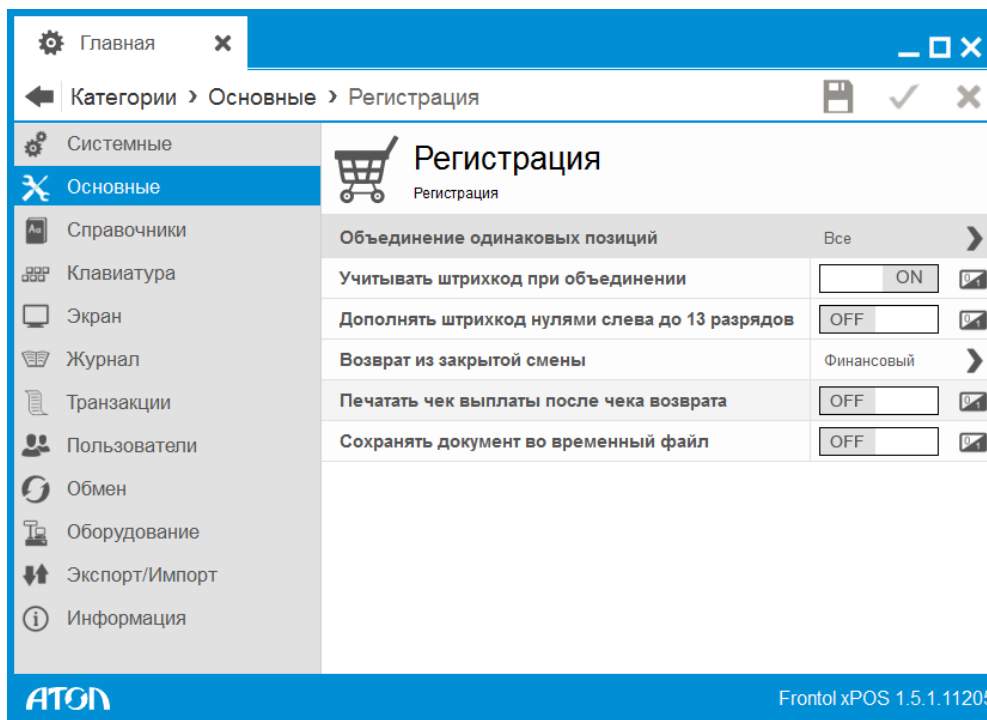 Главная
Категории › Основные › Регистрация
Системные
Основные
Справочники
Клавиатура
Экран
Журнал
Транзакции
Пользователи
Обмен
Оборудование
Экспорт/Импорт
Информация
Регистрация
Регистрация
Объединение одинаковых позиций Все
Учитывать штрихкод при объединении ON
Дополнять штрихкод нулями слева до 13 разрядов OFF
Возврат из закрытой смены Финансовый
Печатать чек выплаты после чека возврата OFF
Сохранять документ во временный файл OFF
АТОЛ
Frontol xPOS 1.5.1.11205